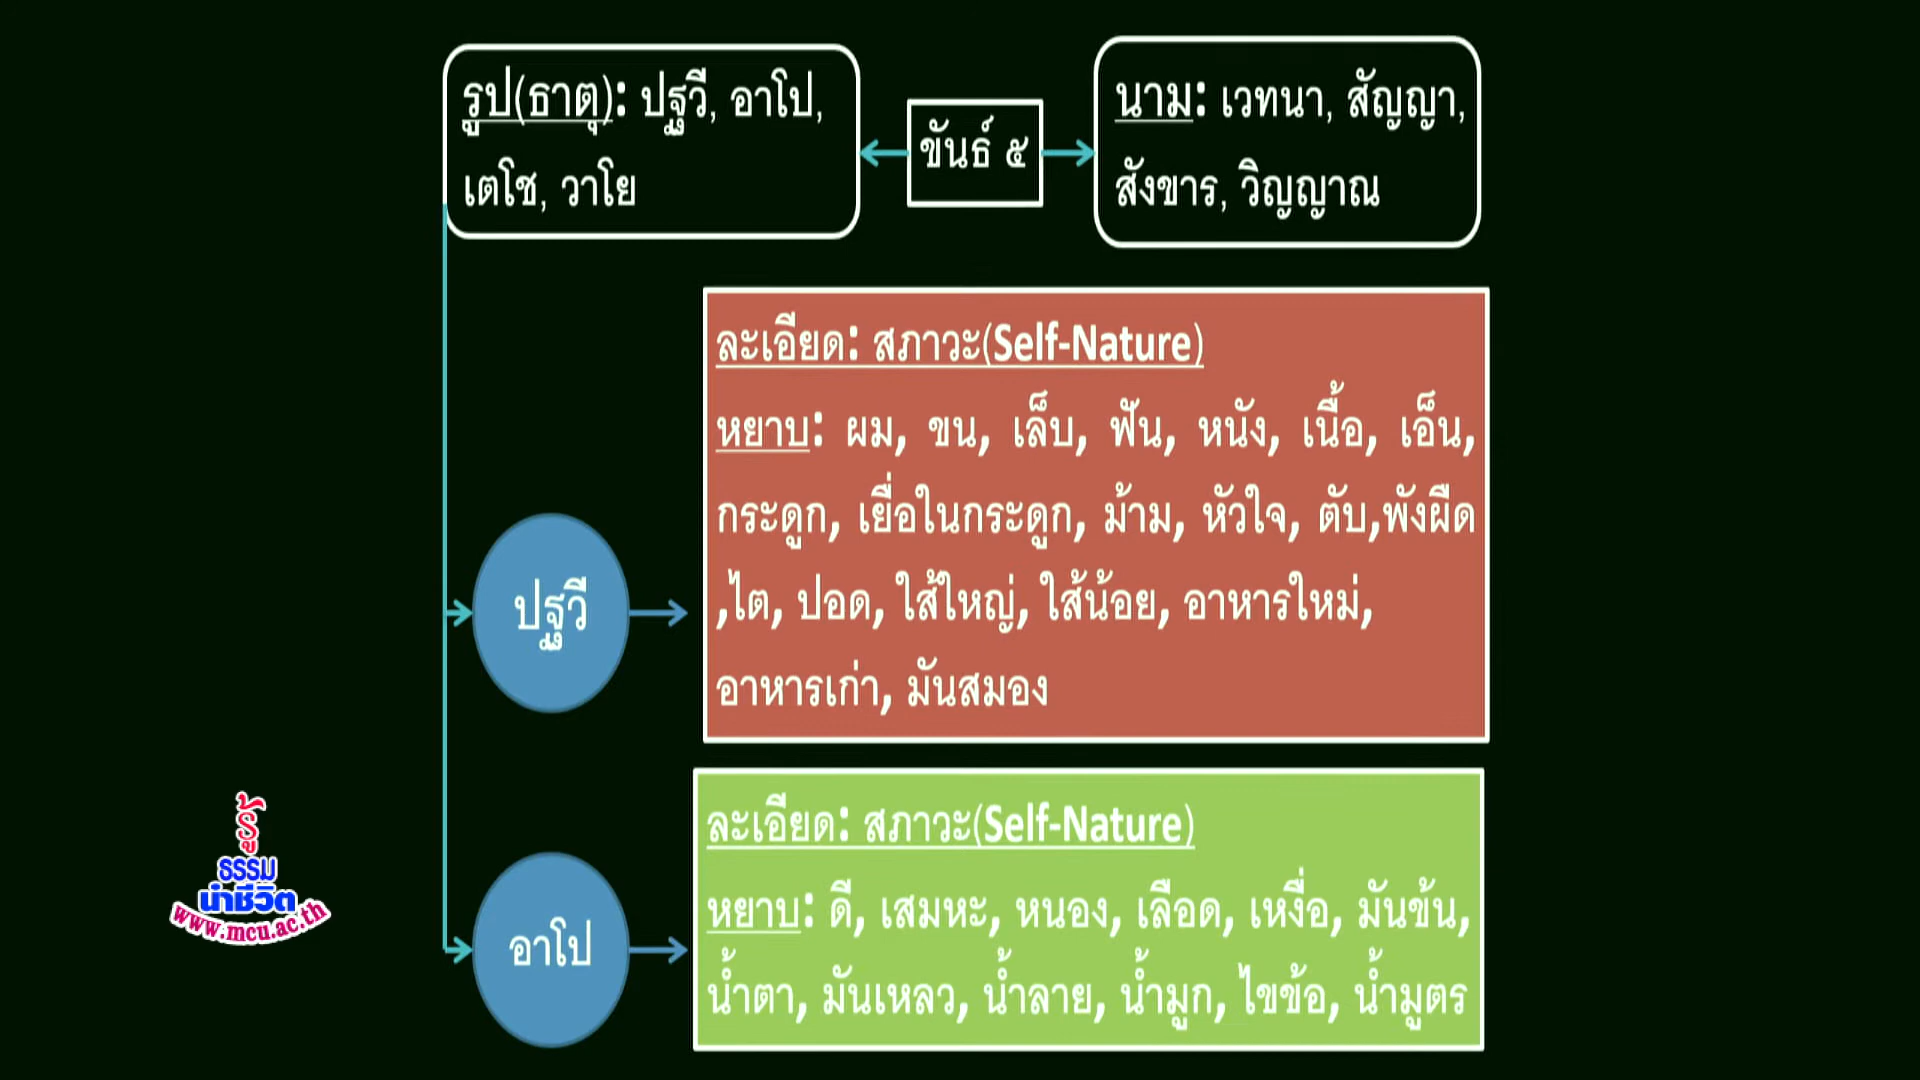 รูป(ธาตุ): ปฐวี, อาโป,
เตโช, วาโย
ขันธ์ ๕
นาม: เวทนา, สัญญา,
สังขาร, วิญญาณ
ละเอียด: สภาวะ(Self-Nature)
หยาบ: ผม, ขน, เล็บ, ฟัน, หนัง, เนื้อ, เอ็น,
กระดูก, เยื่อในกระดูก, ม้าม, หัวใจ, ตับ,พังผืด
,ไต, ปอด, ใส้ใหญ่, ใส้น้อย, อาหารใหม่,
อาหารเก่า, มันสมอง
ปฐวี
ละเอียด: สภาวะ(Self-Nature)
หยาบ: ดี, เสมหะ, หนอง, เลือด, เหงื่อ, มันข้น,
น้ำตา, มันเหลว, น้ำลาย, น้ำมูก, ไขข้อ, น้ำมูตร
อาโป
รู้
ธรรม
นำชีวิต
www.mcu.ac.th